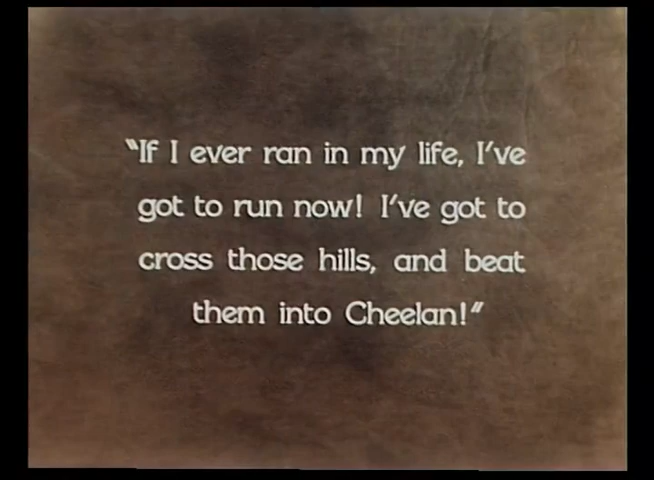 "If I ever ran in my life, I've
got to run now! I've got to
cross those hills, and beat
them into Cheelan!"